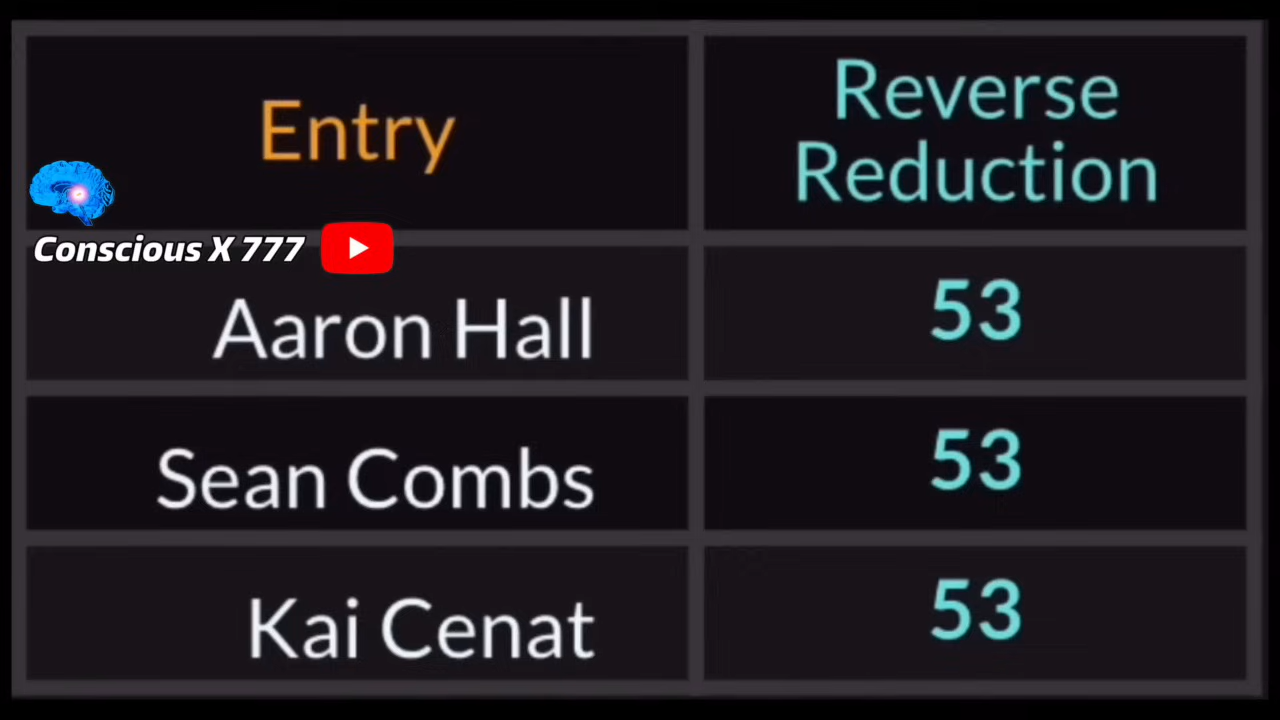 Entry
Reverse
Reduction
Conscious X 777
Aaron Hall
53
Sean Combs
53
Kai Cenat
53